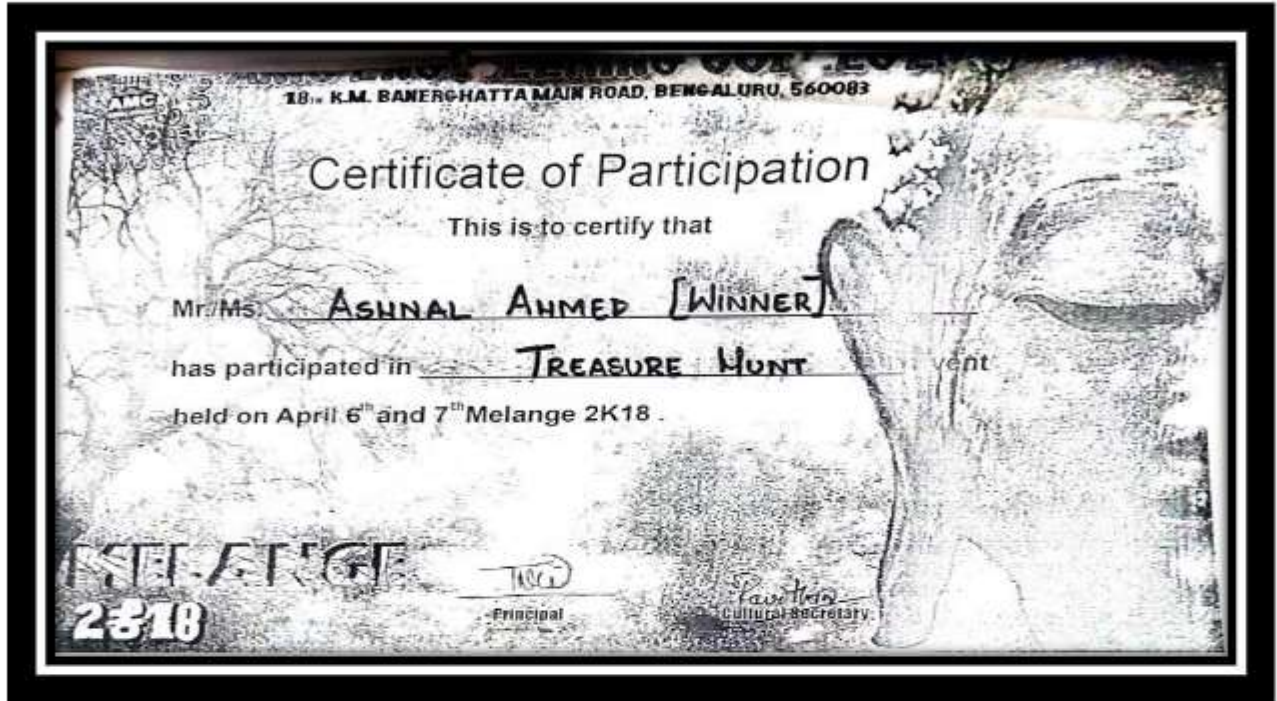 AMC
18th K.M. BANERGHATTA MAIN ROAD, BENGALURU, 560083
Certificate of Participation
This is to certify that
Mr./Ms. ASHNAL AHMED [WINNER]
has participated in TREASURE HUNT vent
held on April 6th and 7th Melange 2K18 .
MELANGE
2K18
Principal
Cultural Secretary